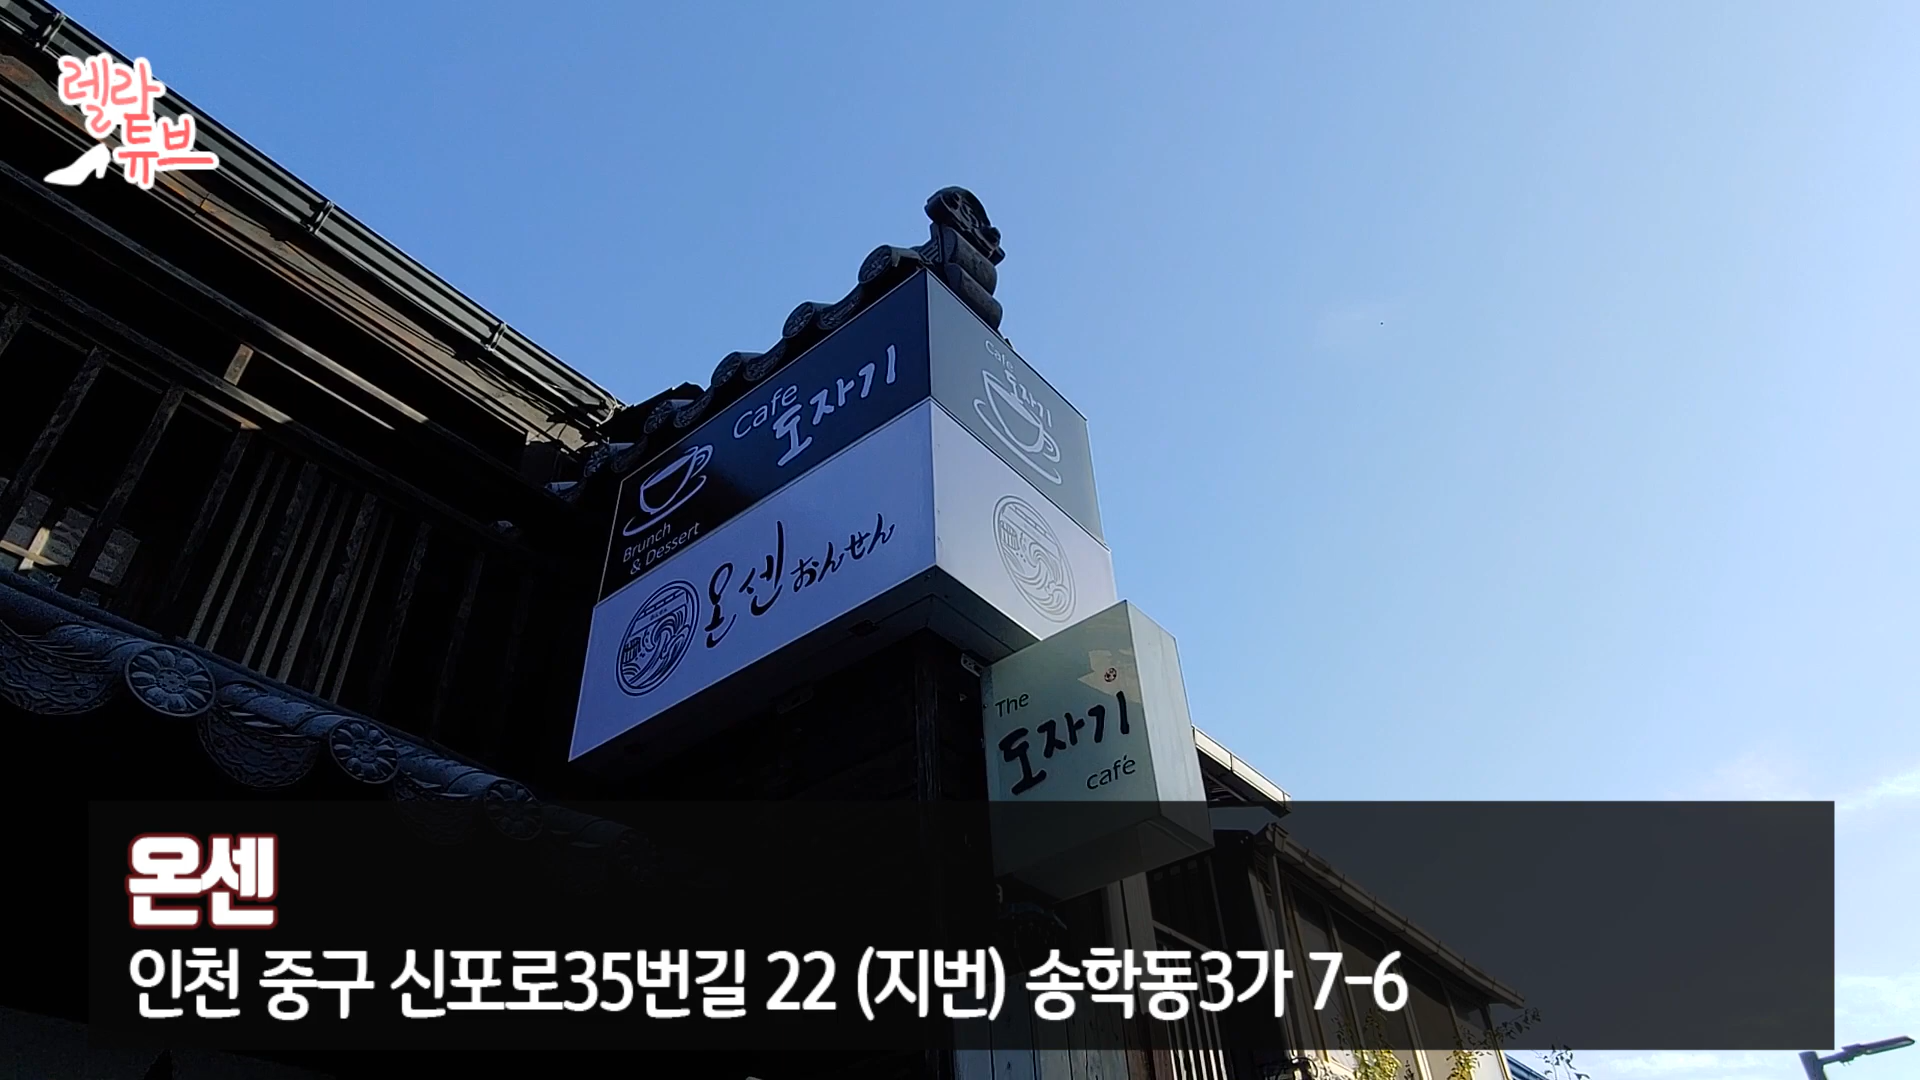 렐라
튜브
Cafe
도자기
Brunch
& Dessert
온센 おんせん
Cafe
도자기
The
도자기
café
온센
인천 중구 신포로35번길 22 (지번) 송학동3가 7-6